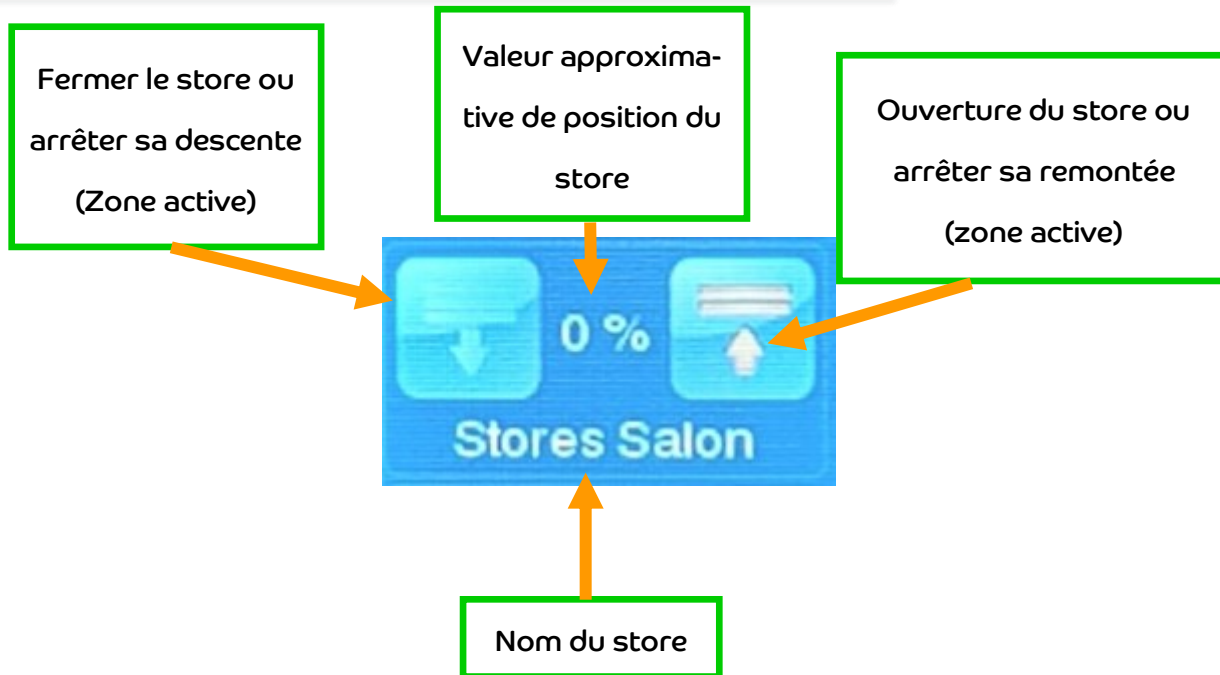 Fermer le store ou
arrêter sa descente
(Zone active)
Valeur approxima-
tive de position du
store
Ouverture du store ou
arrêter sa remontée
(zone active)
0 %
Stores Salon
Nom du store